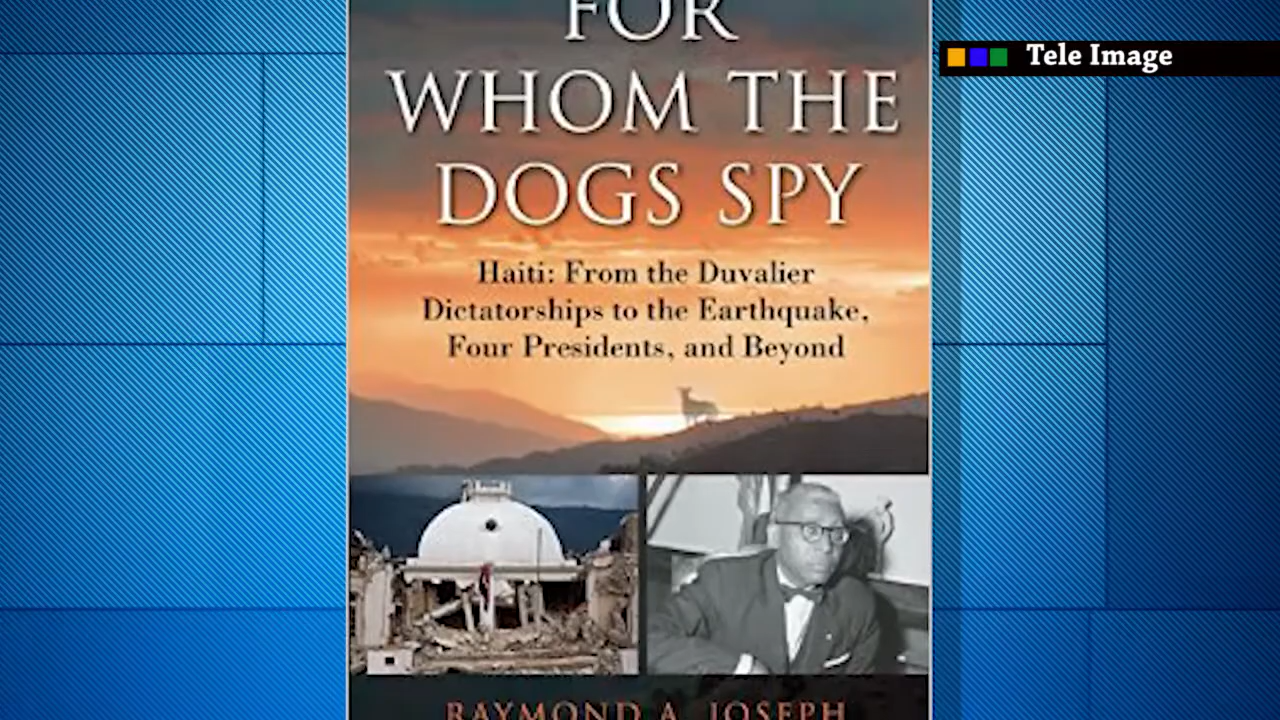 FOR
WHOM THE
DOGS SPY
Haiti: From the Duvalier
Dictatorships to the Earthquake,
Four Presidents, and Beyond
RAYMOND A. JOSEPH
Tele Image